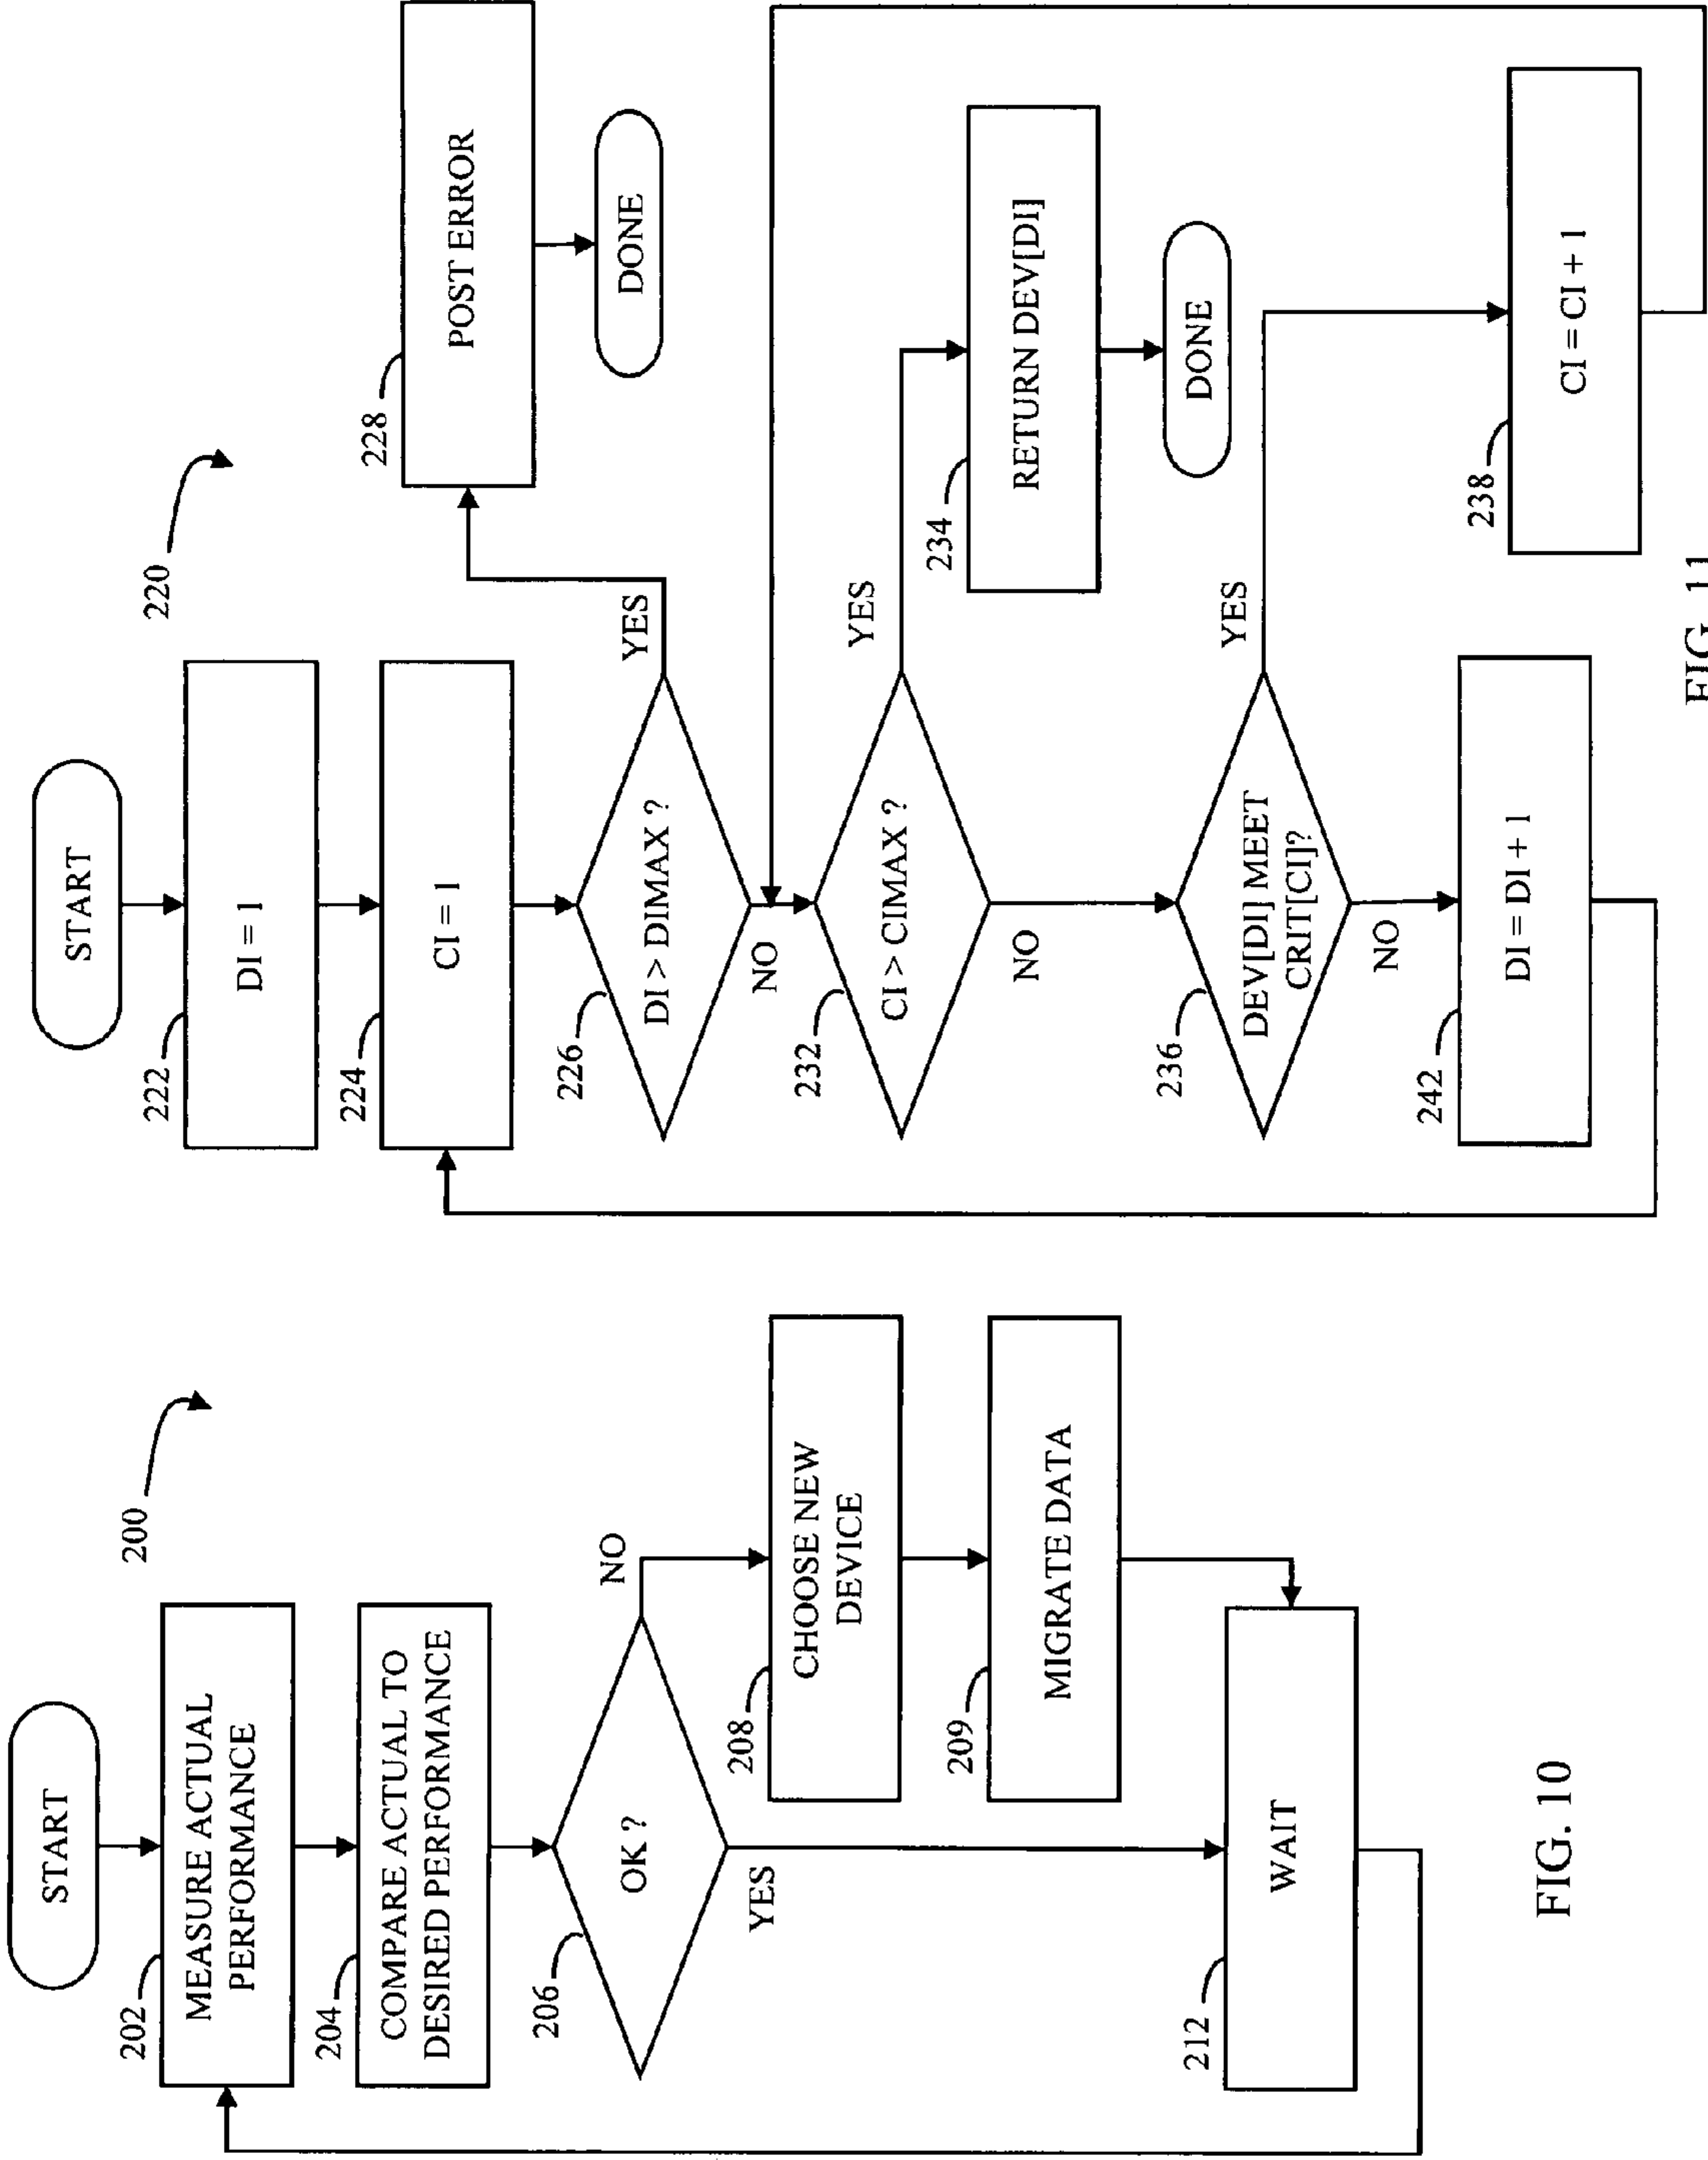 200
START
202
MEASURE ACTUAL
PERFORMANCE
204
COMPARE ACTUAL TO
DESIRED PERFORMANCE
206
OK ?
NO
YES
208
CHOOSE NEW
DEVICE
209
MIGRATE DATA
212
WAIT
FIG. 10
220
START
222
DI = 1
224
CI = 1
226
DI > DIMAX ?
YES
228
POST ERROR
DONE
NO
232
CI > CIMAX ?
YES
234
RETURN DEV[DI]
DONE
NO
236
DEV[DI] MEET
CRIT[CI]?
YES
238
CI = CI + 1
NO
242
DI = DI + 1
FIG. 11